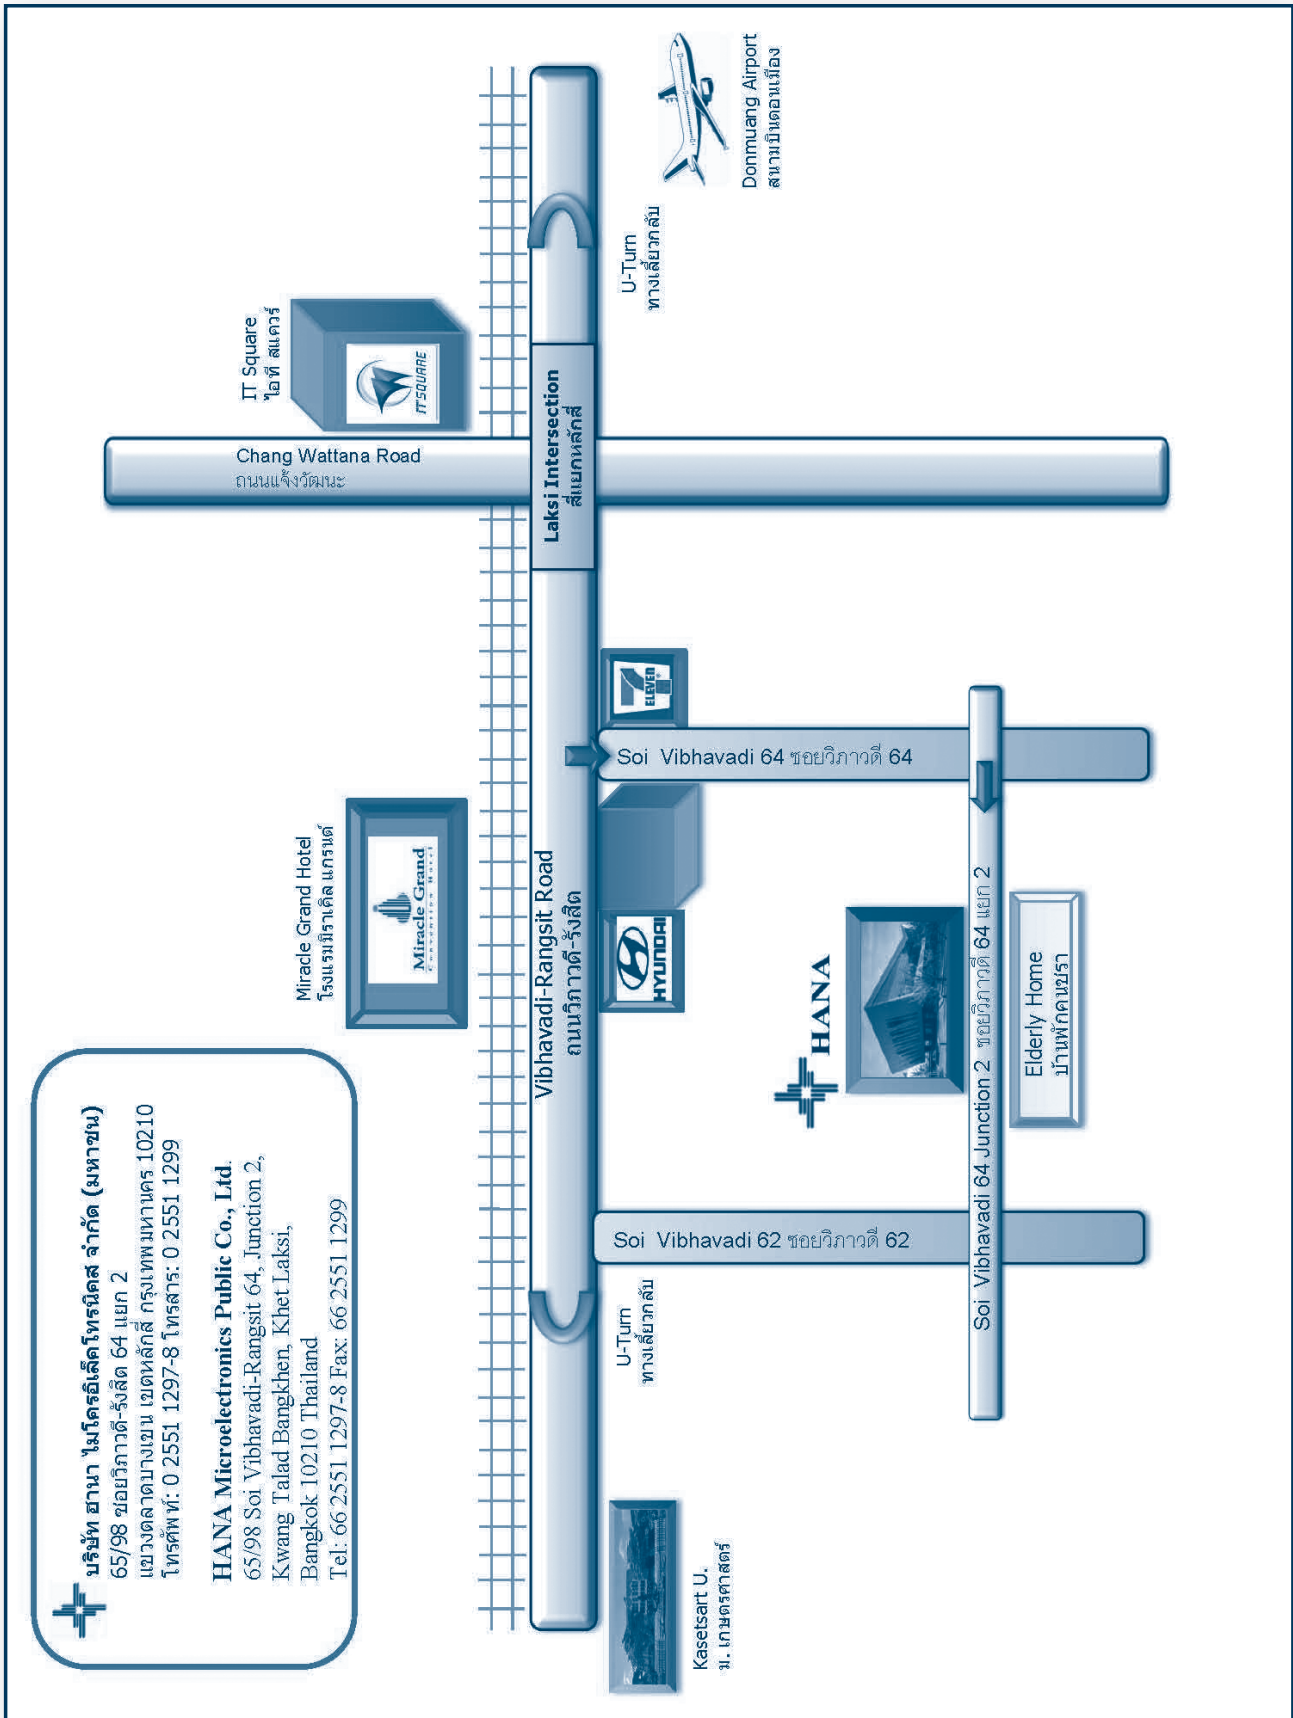 บริษัท ฮานา ไมโครอิเล็คโทรนิคส จำกัด (มหาชน)
65/98 ซอยวิภาวดี-รังสิต 64 แยก 2
แขวงตลาดบางเขน เขตหลักสี่ กรุงเทพมหานคร 10210
โทรศัพท์: 0 2551 1297-8 โทรสาร: 0 2551 1299
HANA Microelectronics Public Co., Ltd.
65/98 Soi Vibhavadi-Rangsit 64, Junction 2,
Kwang Talad Bangkhen, Khet Laksi,
Bangkok 10210 Thailand
Tel: 66 2551 1297-8 Fax: 66 2551 1299
Miracle Grand Hotel
โรงแรมมิราเคิล แกรนด์
Miracle Grand
Convention Hotel
IT Square
ไอที สแควร์
IT SQUARE
Chang Wattana Road
ถนนแจ้งวัฒนะ
Vibhavadi-Rangsit Road
ถนนวิภาวดี-รังสิต
Laksi Intersection
สี่แยกหลักสี่
Kasetsart U.
ม. เกษตรศาสตร์
U-Turn
ทางเลี้ยวกลับ
Soi Vibhavadi 62 ซอยวิภาวดี 62
HYUNDAI
Soi Vibhavadi 64 ซอยวิภาวดี 64
7
ELEVEN
U-Turn
ทางเลี้ยวกลับ
Donmuang Airport
สนามบินดอนเมือง
HANA
Soi Vibhavadi 64 Junction 2 ซอยวิภาวดี 64 แยก 2
Elderly Home
บ้านพักคนชรา